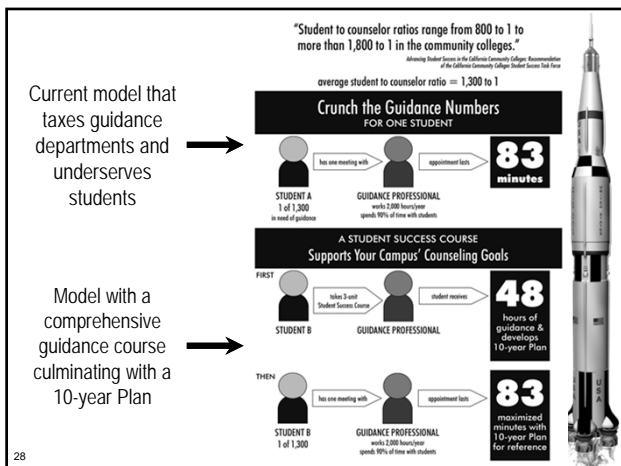 "Student to counselor ratios range from 800 to 1 to
more than 1,800 to 1 in the community colleges."
Advancing Student Success in the California Community Colleges: Recommendation
of the California Community Colleges Student Success Task Force
average student to counselor ratio = 1,300 to 1
Current model that
taxes guidance
departments and
underserves
students
Crunch the Guidance Numbers
FOR ONE STUDENT
has one meeting with
appointment lasts
83
minutes
STUDENT A
1 of 1,300
in need of guidance
GUIDANCE PROFESSIONAL
works 2,000 hours/year
spends 90% of time with students
Model with a
comprehensive
guidance course
culminating with a
10-year Plan
A STUDENT SUCCESS COURSE
Supports Your Campus' Counseling Goals
FIRST
takes 3-unit
Student Success Course
student receives
48
hours of
guidance &
develops
10-year Plan
STUDENT B
GUIDANCE PROFESSIONAL
THEN
has one meeting with
appointment lasts
83
maximized
minutes with
10-year Plan
for reference
STUDENT B
1 of 1,300
GUIDANCE PROFESSIONAL
works 2,000 hours/year
spends 90% of time with students
USA
28